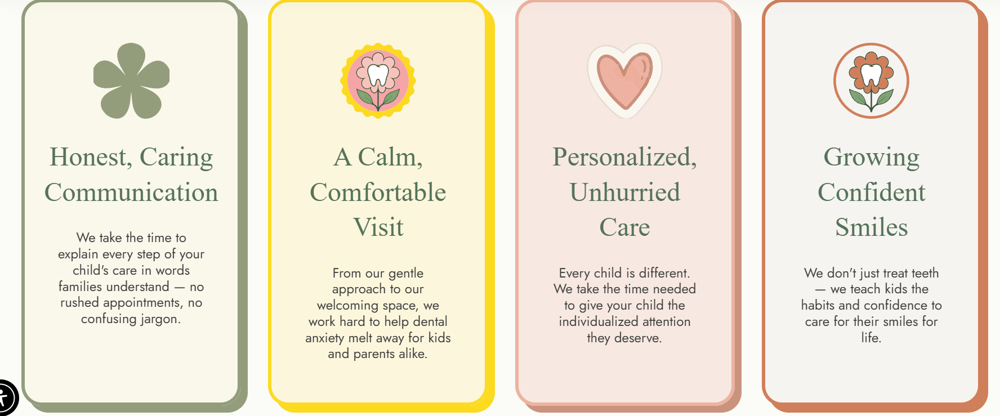 Honest, Caring
Communication
We take the time to
explain every step of your
child's care in words
families understand — no
rushed appointments, no
confusing jargon.
A Calm,
Comfortable
Visit
From our gentle
approach to our
welcoming space, we
work hard to help dental
anxiety melt away for kids
and parents alike.
Personalized,
Unhurried
Care
Every child is different.
We take the time needed
to give your child the
individualized attention
they deserve.
Growing
Confident
Smiles
We don't just treat teeth
— we teach kids the
habits and confidence to
care for their smiles for
life.